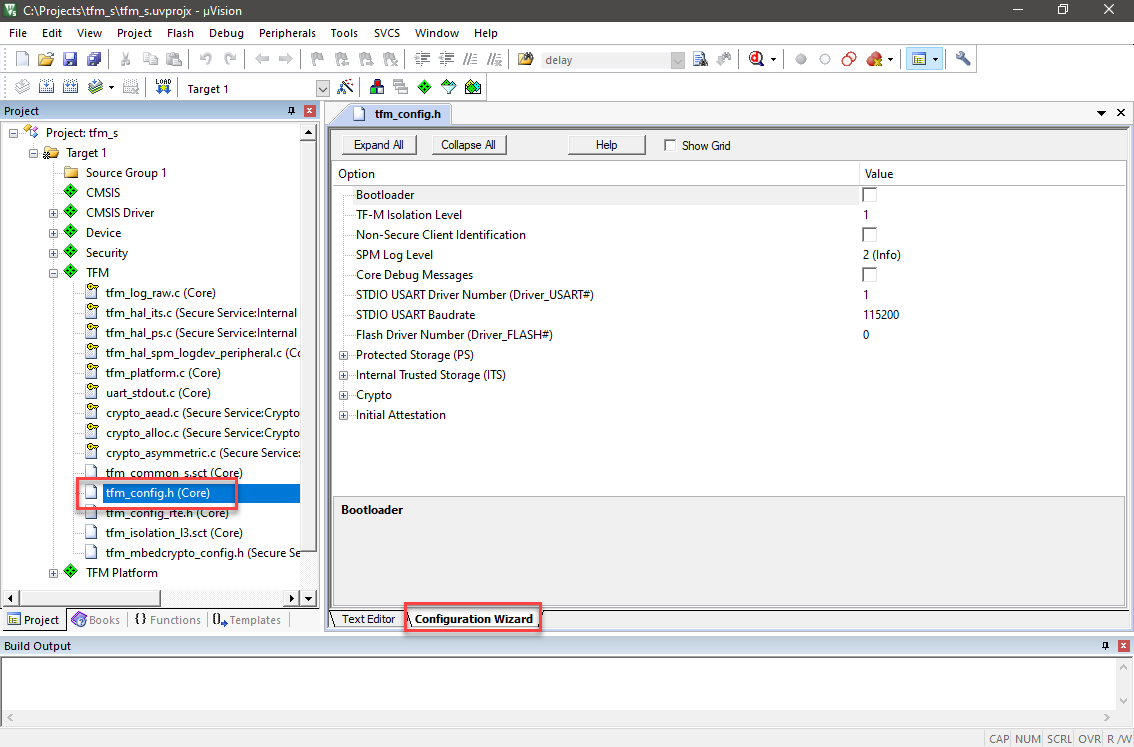 C:\Projects\tfm_s\tfm_s.uvprojx - µVision
File Edit View Project Flash Debug Peripherals Tools SVCS Window Help
delay
LOAD
Target 1
Project
Project: tfm_s
Target 1
Source Group 1
CMSIS
CMSIS Driver
Device
Security
TFM
tfm_log_raw.c (Core)
tfm_hal_its.c (Secure Service:Internal
tfm_hal_ps.c (Secure Service:Internal
tfm_hal_spm_logdev_peripheral.c (Co
tfm_platform.c (Core)
uart_stdout.c (Core)
crypto_aead.c (Secure Service:Crypto
crypto_alloc.c (Secure Service:Crypto
crypto_asymmetric.c (Secure Service:
tfm_common_s.sct (Core)
tfm_config.h (Core)
tfm_config_rte.h (Core)
tfm_isolation_l3.sct (Core)
tfm_mbedcrypto_config.h (Secure Se
TFM Platform
Project Books {} Functions Templates
tfm_config.h
Expand All Collapse All Help Show Grid
Option Value
Bootloader
TF-M Isolation Level 1
Non-Secure Client Identification
SPM Log Level 2 (Info)
Core Debug Messages
STDIO USART Driver Number (Driver_USART#) 1
STDIO USART Baudrate 115200
Flash Driver Number (Driver_FLASH#) 0
Protected Storage (PS)
Internal Trusted Storage (ITS)
Crypto
Initial Attestation
Bootloader
Text Editor Configuration Wizard
Build Output
CAP NUM SCRL OVR R /W